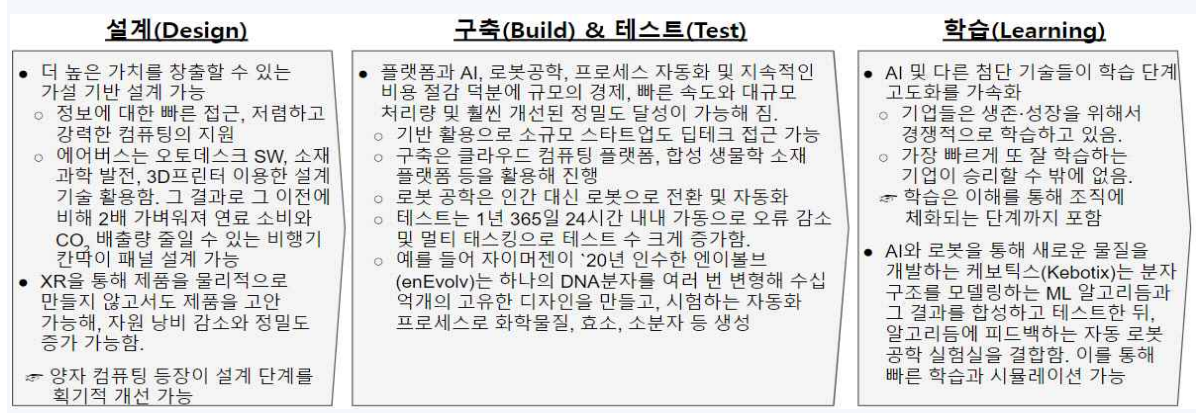 설계(Design)
● 더 높은 가치를 창출할 수 있는
가설 기반 설계 가능
○ 정보에 대한 빠른 접근, 저렴하고
강력한 컴퓨팅의 지원
○ 에어버스는 오토데스크 SW, 소재
과학 발전, 3D프린터 이용한 설계
기술 활용함. 그 결과로 그 이전에
비해 2배 가벼워져 연료 소비와
CO₂ 배출량 줄일 수 있는 비행기
칸막이 패널 설계 가능
● XR을 통해 제품을 물리적으로
만들지 않고서도 제품을 고안
가능해, 자원 낭비 감소와 정밀도
증가 가능함.
☞ 양자 컴퓨팅 등장이 설계 단계를
획기적 개선 가능
구축(Build) & 테스트(Test)
● 플랫폼과 AI, 로봇공학, 프로세스 자동화 및 지속적인
비용 절감 덕분에 규모의 경제, 빠른 속도와 대규모
처리량 및 훨씬 개선된 정밀도 달성이 가능해 짐.
○ 기반 활용으로 소규모 스타트업도 딥테크 접근 가능
○ 구축은 클라우드 컴퓨팅 플랫폼, 합성 생물학 소재
플랫폼 등을 활용해 진행
○ 로봇 공학은 인간 대신 로봇으로 전환 및 자동화
○ 테스트는 1년 365일 24시간 내내 가동으로 오류 감소
및 멀티 태스킹으로 테스트 수 크게 증가함.
○ 예를 들어 자이머젠이 `20년 인수한 엔이볼브
(enEvolv)는 하나의 DNA분자를 여러 번 변형해 수십
억개의 고유한 디자인을 만들고, 시험하는 자동화
프로세스로 화학물질, 효소, 소분자 등 생성
학습(Learning)
● AI 및 다른 첨단 기술들이 학습 단계
고도화를 가속화
○ 기업들은 생존·성장을 위해서
경쟁적으로 학습하고 있음.
○ 가장 빠르게 또 잘 학습하는
기업이 승리할 수 밖에 없음.
☞ 학습은 이해를 통해 조직에
체화되는 단계까지 포함
● AI와 로봇을 통해 새로운 물질을
개발하는 케보틱스(Kebotix)는 분자
구조를 모델링하는 ML 알고리듬과
그 결과를 합성하고 테스트한 뒤,
알고리듬에 피드백하는 자동 로봇
공학 실험실을 결합함. 이를 통해
빠른 학습과 시뮬레이션 가능